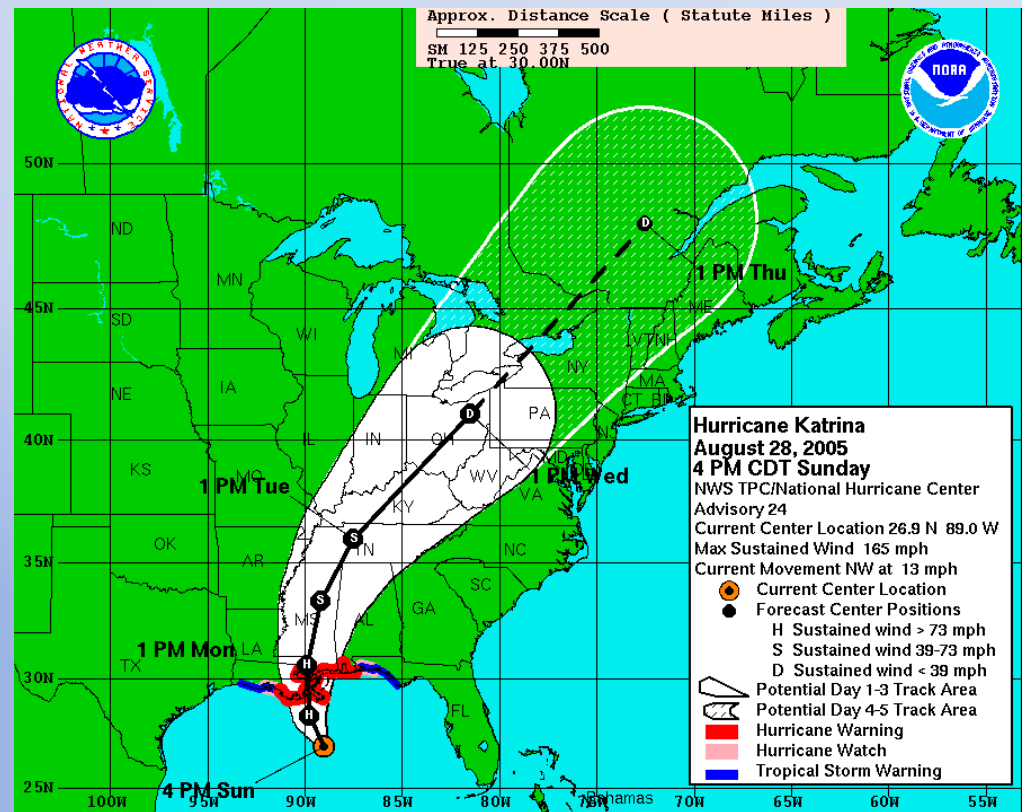 Approx. Distance Scale ( Statute Miles )
SM 125 250 375 500
True at 30.00N
NATIONAL WEATHER SERVICE
NOAA
50N
ND
MN
1 PM Thu
ME
45N
SD
WI
MI
VT NH
NY
MA
NE
IA
CT RI
PA
40N
IL
IN
OH
NJ
MD
DE
KS
MO
WV
1 PM Wed
1 PM Tue
VA
KY
OK
TN
NC
35N
AR
SC
MS
AL
GA
1 PM Mon
LA
TX
30N
FL
4 PM Sun
25N
Bahamas
100W 95W 90W 85W 80W 75W 70W 65W 60W 55W
D
D
S
S
H
H
Hurricane Katrina
August 28, 2005
4 PM CDT Sunday
NWS TPC/National Hurricane Center
Advisory 24
Current Center Location 26.9 N 89.0 W
Max Sustained Wind 165 mph
Current Movement NW at 13 mph
Current Center Location
Forecast Center Positions
H Sustained wind > 73 mph
S Sustained wind 39-73 mph
D Sustained wind < 39 mph
Potential Day 1-3 Track Area
Potential Day 4-5 Track Area
Hurricane Warning
Hurricane Watch
Tropical Storm Warning